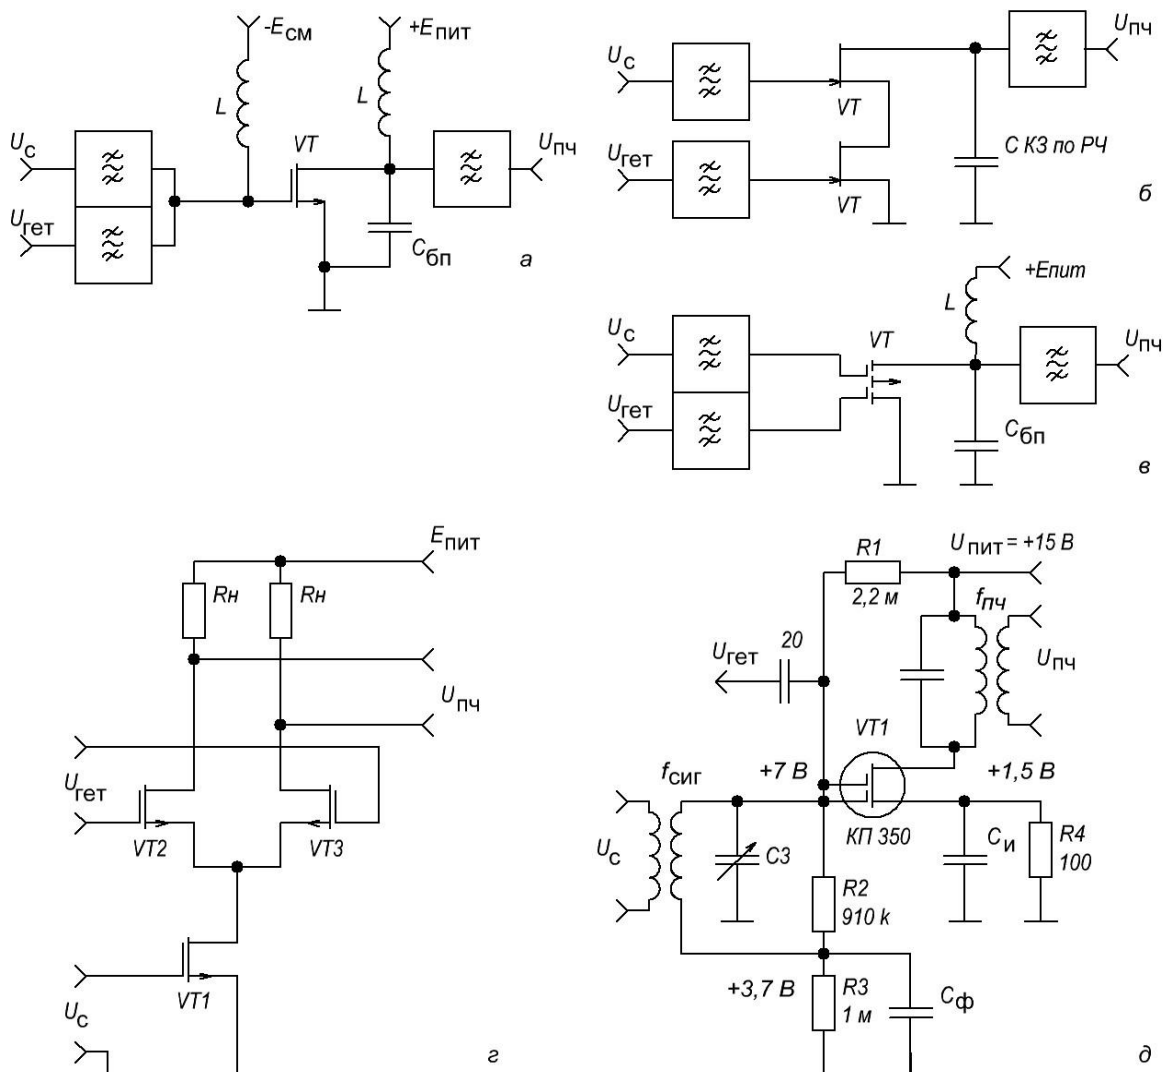 -Eсм
+Eпит
L
L
Uс
VT
Uпч
Uгет
Cбп
а
Uс
VT
Uпч
Uгет
VT
С КЗ по РЧ
б
+Eпит
L
Uс
VT
Uпч
Uгет
Cбп
в
Eпит
Rн
Rн
Uпч
Uгет
VT2
VT3
VT1
Uс
г
R1
Uпит = +15 В
2,2 м
fпч
20
Uгет
Uпч
VT1
fсиг
+7 В
+1,5 В
Uс
C3
КП 350
Cи
R4
100
R2
910 k
+3,7 В
R3
1 м
Cф
д